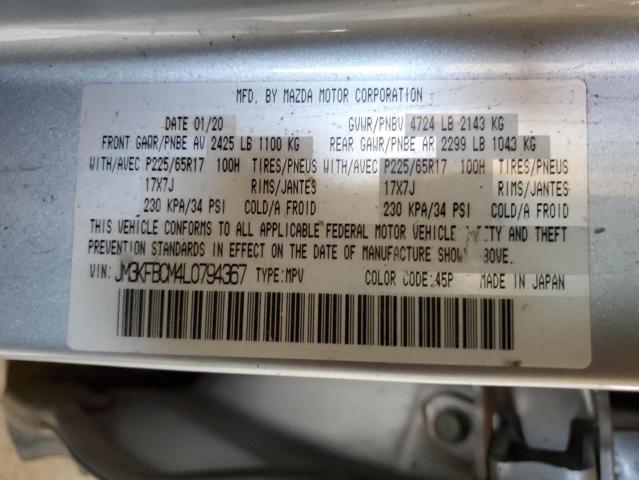 MFD. BY MAZDA MOTOR CORPORATION
DATE 01/20 GVWR/PNBV 4724 LB 2143 KG
FRONT GAWR/PNBE AV 2425 LB 1100 KG REAR GAWR/PNBE AR 2299 LB 1043 KG
WITH/AVEC P225/65R17 100H TIRES/PNEUS WITH/AVEC P225/65R17 100H TIRES/PNEUS
17X7J RIMS/JANTES 17X7J RIMS/JANTES
230 KPA/34 PSI COLD/A FROID 230 KPA/34 PSI COLD/A FROID
THIS VEHICLE CONFORMS TO ALL APPLICABLE FEDERAL MOTOR VEHICLE AND THEFT
PREVENTION STANDARDS IN EFFECT ON THE DATE OF MANUFACTURE SHOWN ABOVE.
VIN: JM3KFBCM4L0794367 TYPE:MPV COLOR CODE:45P MADE IN JAPAN